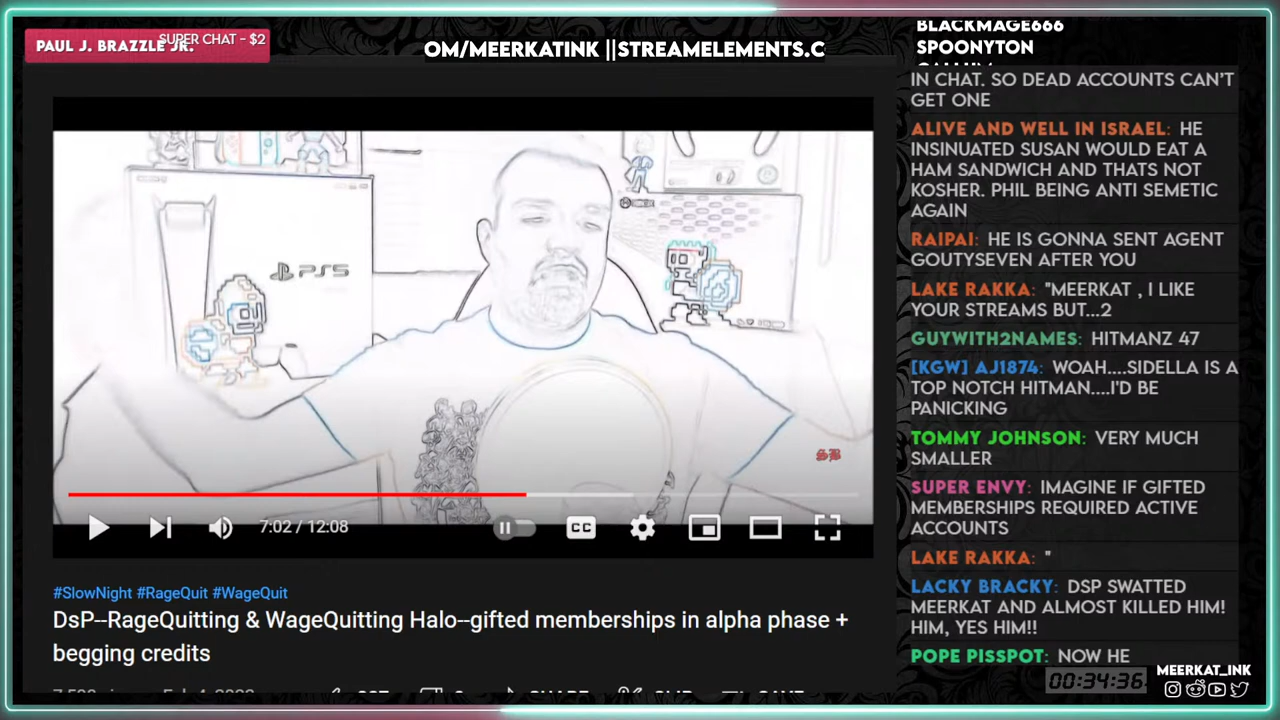 PAUL J. BRAZZLE JR.
SUPER CHAT - $2
OM/MEERKATINK ||STREAMELEMENTS.C
BLACKMAGE666
SPOONYTON
IN CHAT. SO DEAD ACCOUNTS CAN'T
GET ONE
ALIVE AND WELL IN ISRAEL: HE
INSINUATED SUSAN WOULD EAT A
HAM SANDWICH AND THATS NOT
KOSHER. PHIL BEING ANTI SEMETIC
AGAIN
RAIPAI: HE IS GONNA SENT AGENT
GOUTYSEVEN AFTER YOU
LAKE RAKKA: "MEERKAT , I LIKE
YOUR STREAMS BUT...2
GUYWITH2NAMES: HITMANZ 47
[KGW] AJ1874: WOAH....SIDELLA IS A
TOP NOTCH HITMAN....I'D BE
PANICKING
TOMMY JOHNSON: VERY MUCH
SMALLER
SUPER ENVY: IMAGINE IF GIFTED
MEMBERSHIPS REQUIRED ACTIVE
ACCOUNTS
LAKE RAKKA: "
LACKY BRACKY: DSP SWATTED
MEERKAT AND ALMOST KILLED HIM!
HIM, YES HIM!!
POPE PISSPOT: NOW HE
PS5
SB
7:02 / 12:08
CC
#SlowNight #RageQuit #WageQuit
DsP--RageQuitting & WageQuitting Halo--gifted memberships in alpha phase +
begging credits
00:34:36
MEERKAT_INK